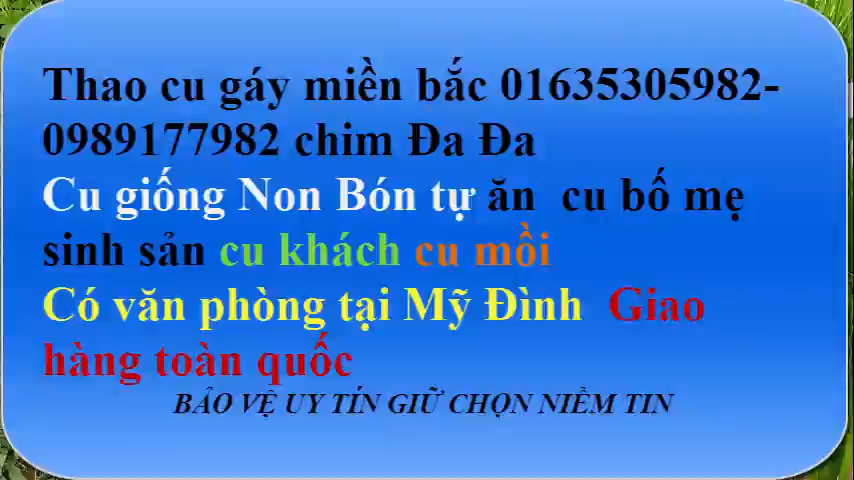 Thao cu gáy miền bắc 01635305982-
0989177982 chim Đa Đa
Cu giống Non Bón tự ăn cu bố mẹ
sinh sản cu khách cu mồi
Có văn phòng tại Mỹ Đình Giao
hàng toàn quốc
BẢO VỆ UY TÍN GIỮ CHỌN NIỀM TIN